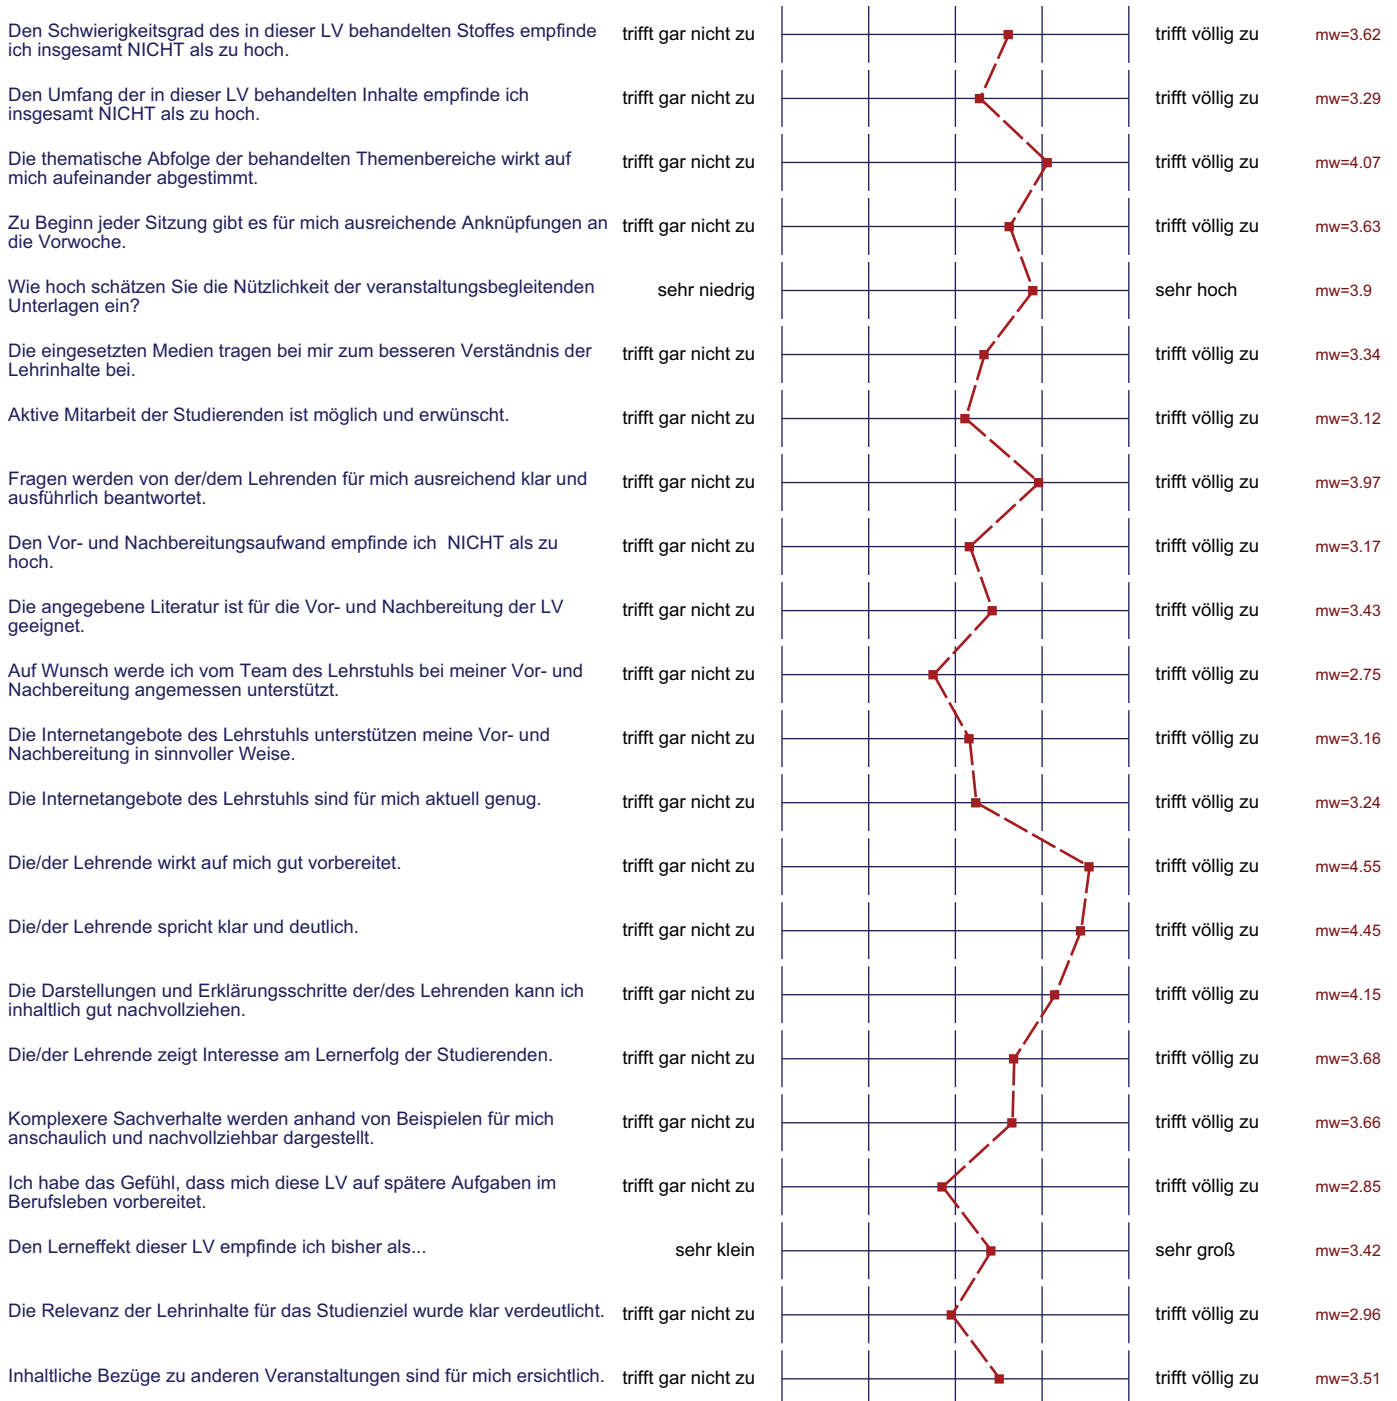 Den Schwierigkeitsgrad des in dieser LV behandelten Stoffes empfinde
ich insgesamt NICHT als zu hoch.
trifft gar nicht zu
trifft völlig zu
mw=3.62
Den Umfang der in dieser LV behandelten Inhalte empfinde ich
insgesamt NICHT als zu hoch.
trifft gar nicht zu
trifft völlig zu
mw=3.29
Die thematische Abfolge der behandelten Themenbereiche wirkt auf
mich aufeinander abgestimmt.
trifft gar nicht zu
trifft völlig zu
mw=4.07
Zu Beginn jeder Sitzung gibt es für mich ausreichende Anknüpfungen an
die Vorwoche.
trifft gar nicht zu
trifft völlig zu
mw=3.63
Wie hoch schätzen Sie die Nützlichkeit der veranstaltungsbegleitenden
Unterlagen ein?
sehr niedrig
sehr hoch
mw=3.9
Die eingesetzten Medien tragen bei mir zum besseren Verständnis der
Lehrinhalte bei.
trifft gar nicht zu
trifft völlig zu
mw=3.34
Aktive Mitarbeit der Studierenden ist möglich und erwünscht.
trifft gar nicht zu
trifft völlig zu
mw=3.12
Fragen werden von der/dem Lehrenden für mich ausreichend klar und
ausführlich beantwortet.
trifft gar nicht zu
trifft völlig zu
mw=3.97
Den Vor- und Nachbereitungsaufwand empfinde ich  NICHT als zu
hoch.
trifft gar nicht zu
trifft völlig zu
mw=3.17
Die angegebene Literatur ist für die Vor- und Nachbereitung der LV
geeignet.
trifft gar nicht zu
trifft völlig zu
mw=3.43
Auf Wunsch werde ich vom Team des Lehrstuhls bei meiner Vor- und
Nachbereitung angemessen unterstützt.
trifft gar nicht zu
trifft völlig zu
mw=2.75
Die Internetangebote des Lehrstuhls unterstützen meine Vor- und
Nachbereitung in sinnvoller Weise.
trifft gar nicht zu
trifft völlig zu
mw=3.16
Die Internetangebote des Lehrstuhls sind für mich aktuell genug.
trifft gar nicht zu
trifft völlig zu
mw=3.24
Die/der Lehrende wirkt auf mich gut vorbereitet.
trifft gar nicht zu
trifft völlig zu
mw=4.55
Die/der Lehrende spricht klar und deutlich.
trifft gar nicht zu
trifft völlig zu
mw=4.45
Die Darstellungen und Erklärungsschritte der/des Lehrenden kann ich
inhaltlich gut nachvollziehen.
trifft gar nicht zu
trifft völlig zu
mw=4.15
Die/der Lehrende zeigt Interesse am Lernerfolg der Studierenden.
trifft gar nicht zu
trifft völlig zu
mw=3.68
Komplexere Sachverhalte werden anhand von Beispielen für mich
anschaulich und nachvollziehbar dargestellt.
trifft gar nicht zu
trifft völlig zu
mw=3.66
Ich habe das Gefühl, dass mich diese LV auf spätere Aufgaben im
Berufsleben vorbereitet.
trifft gar nicht zu
trifft völlig zu
mw=2.85
Den Lerneffekt dieser LV empfinde ich bisher als...
sehr klein
sehr groß
mw=3.42
Die Relevanz der Lehrinhalte für das Studienziel wurde klar verdeutlicht.
trifft gar nicht zu
trifft völlig zu
mw=2.96
Inhaltliche Bezüge zu anderen Veranstaltungen sind für mich ersichtlich.
trifft gar nicht zu
trifft völlig zu
mw=3.51